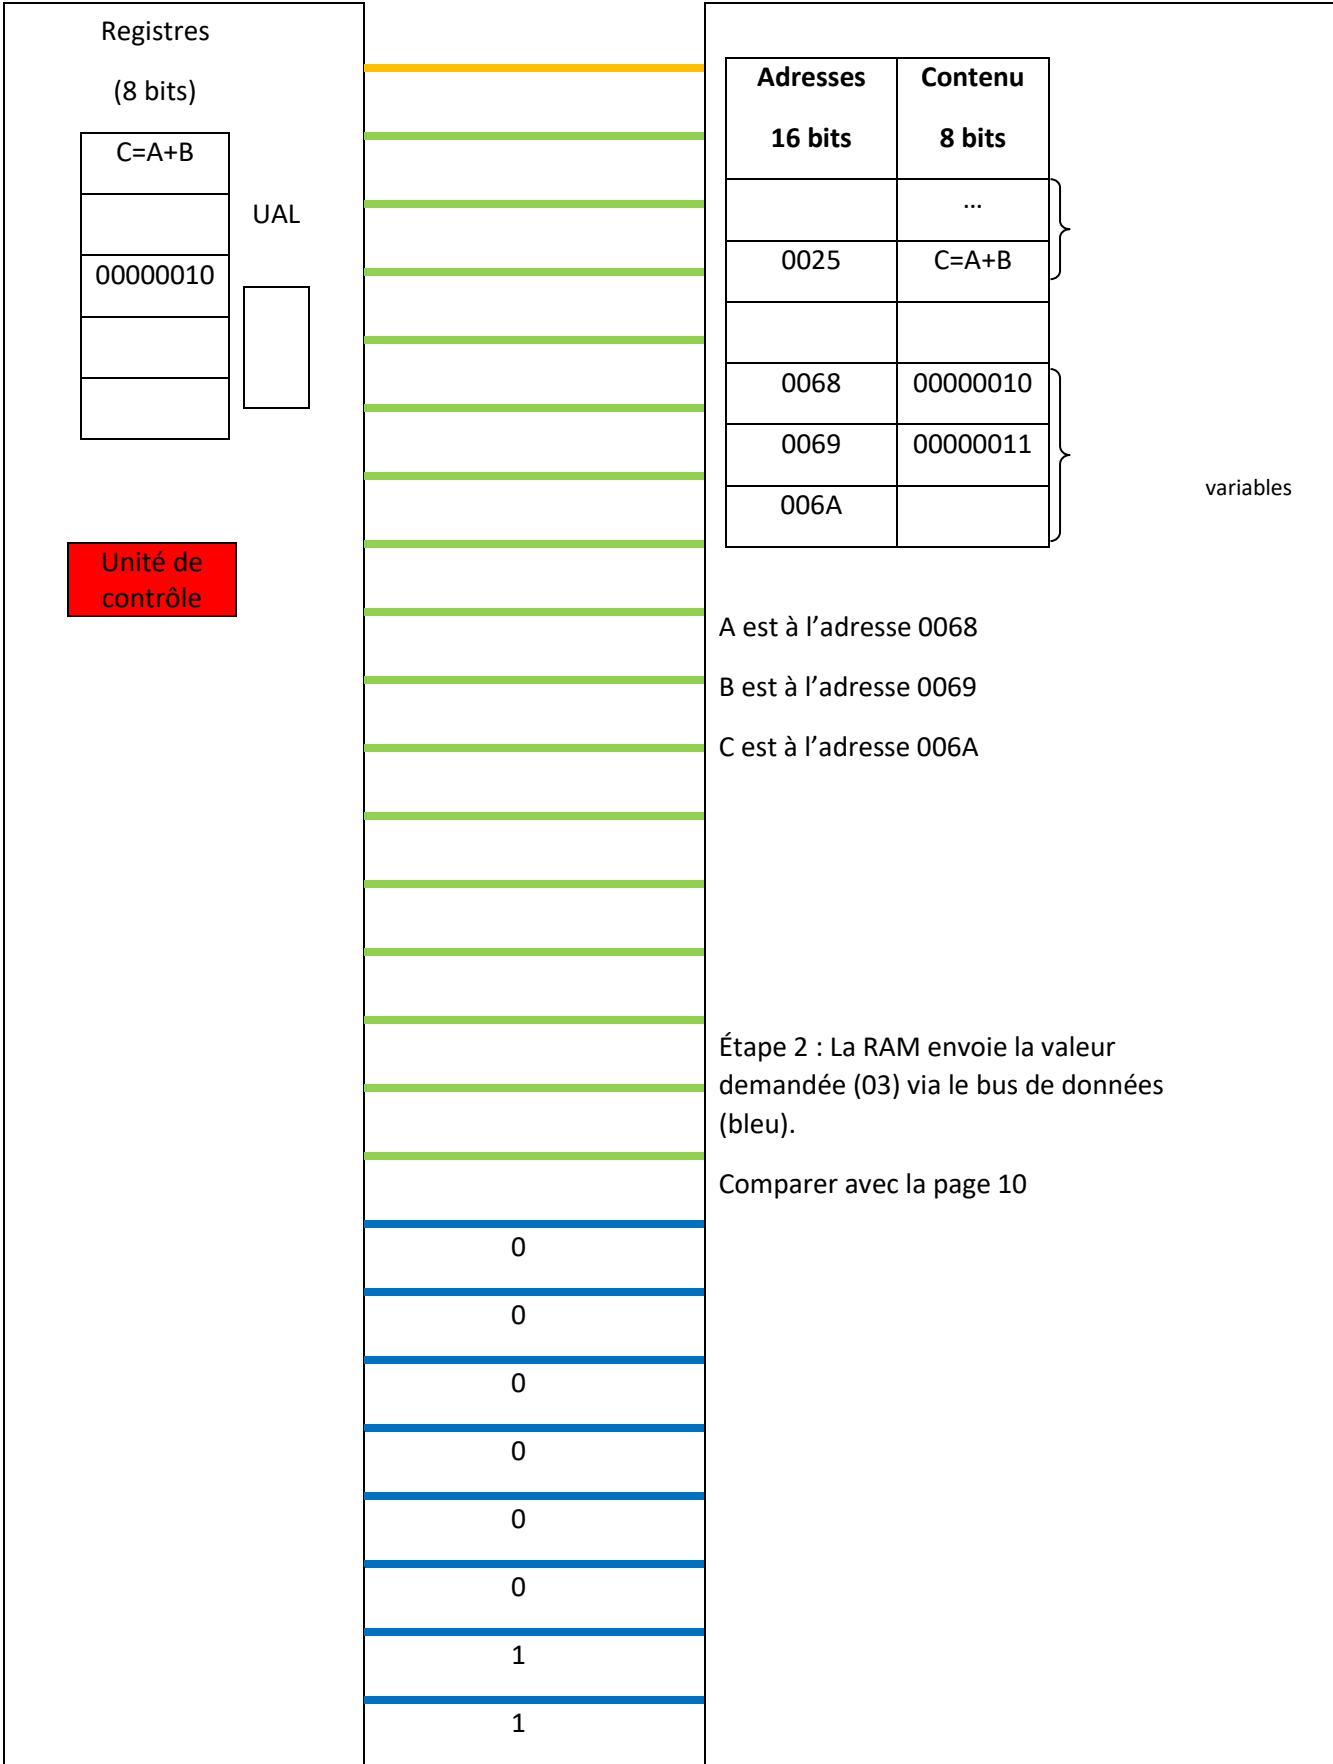 Registres
(8 bits)
C=A+B
UAL
00000010
Unité de
contrôle
Adresses Contenu
16 bits 8 bits
...
0025 C=A+B
0068 00000010
0069 00000011
006A
variables
A est à l’adresse 0068
B est à l’adresse 0069
C est à l’adresse 006A
Étape 2 : La RAM envoie la valeur
demandée (03) via le bus de données
(bleu).
Comparer avec la page 10
0
0
0
0
0
0
1
1